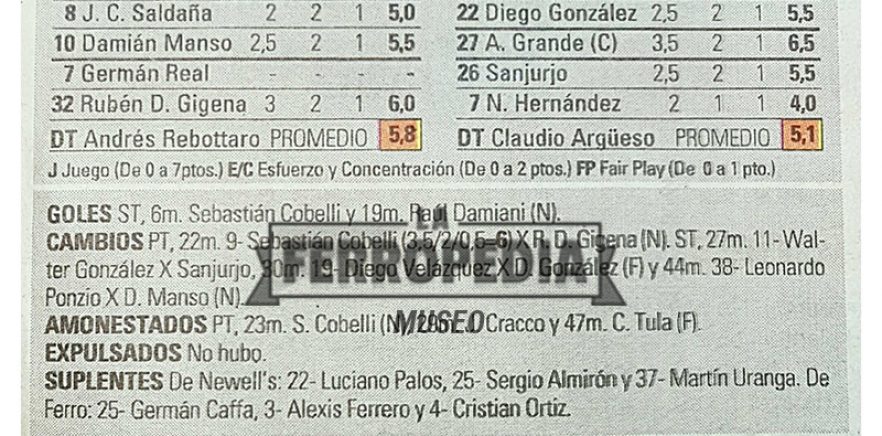 8 J. C. Saldaña 2 2 1 5,0
10 Damián Manso 2,5 2 1 5,5
7 Germán Real - - - -
32 Rubén D. Gigena 3 2 1 6,0
DT Andrés Rebottaro PROMEDIO 5,8
22 Diego González 2,5 2 1 5,5
27 A. Grande (C) 3,5 2 1 6,5
26 Sanjurjo 2,5 2 1 5,5
7 N. Hernández 2 1 1 4,0
DT Claudio Argüeso PROMEDIO 5,1
J Juego (De 0 a 7ptos.) E/C Esfuerzo y Concentración (De 0 a 2 ptos.) FP Fair Play (De 0 a 1 pto.)
GOLES ST, 6m. Sebastián Cobelli y 19m. Raúl Damiani (N).
CAMBIOS PT, 22m. 9- Sebastián Cobelli (3,5/2/0,5=6) X R. D. Gigena (N). ST, 27m. 11- Wal-
ter González X Sanjurjo, 30m. 19- Diego Velázquez X D. González (F) y 44m. 38- Leonardo
Ponzio X D. Manso (N).
AMONESTADOS PT, 23m. S. Cobelli (N), Cracco y 47m. C. Tula (F).
EXPULSADOS No hubo.
SUPLENTES De Newell's: 22- Luciano Palos, 25- Sergio Almirón y 37- Martín Uranga. De
Ferro: 25- Germán Caffa, 3- Alexis Ferrero y 4- Cristian Ortiz.
LA
FERROPEDIA
MUSEO